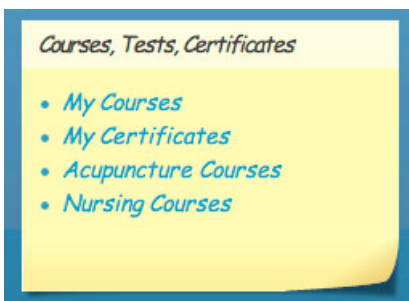 Courses, Tests, Certificates
My Courses
My Certificates
Acupuncture Courses
Nursing Courses